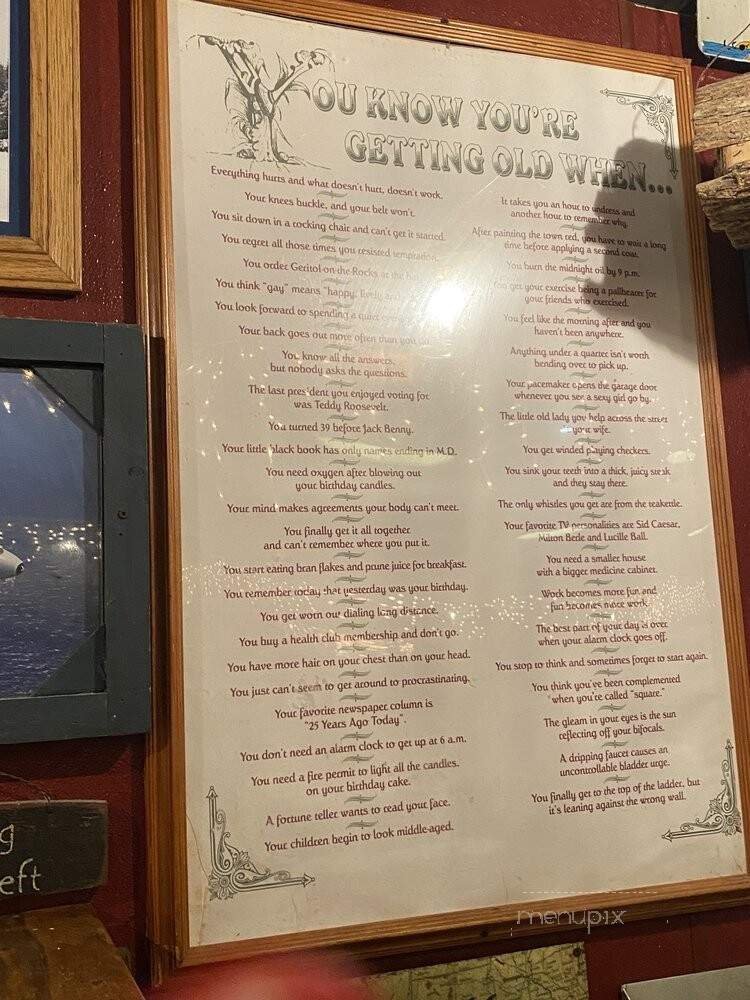 YOU KNOW YOU'RE
GETTING OLD WHEN...
Everything hurts and what doesn't hurt, doesn't work.
Your knees buckle, and your belt won't.
You sit down in a rocking chair and can't get it started.
You regret all those times you resisted temptation.
You order Geritol on the Rocks at the
You think "gay" means "happy, lively and
You look forward to spending a quiet
Your back goes out more often than you do.
You know all the answers,
but nobody asks the questions.
The last president you enjoyed voting for
was Teddy Roosevelt.
You turned 39 before Jack Benny.
Your little black book has only names ending in M.D.
You need oxygen after blowing out
your birthday candles.
Your mind makes agreements your body can't meet.
You finally get it all together
and can't remember where you put it.
You start eating bran flakes and prune juice for breakfast.
You remember today that yesterday was your birthday.
You get worn out dialing long distance.
You buy a health club membership and don't go.
You have more hair on your chest than on your head.
You just can't seem to get around to procrastinating.
Your favorite newspaper column is
"25 Years Ago Today".
You don't need an alarm clock to get up at 6 a.m.
You need a fire permit to light all the candles.
on your birthday cake.
A fortune teller wants to read your face.
Your children begin to look middle-aged.
It takes you an hour to undress and
another hour to remember why.
After painting the town red, you have to wait a long
time before applying a second coat.
You burn the midnight oil by 9 p.m.
You get your exercise being a pallbearer for
your friends who exercised.
You feel like the morning after and you
haven't been anywhere.
Anything under a quarter isn't worth
bending over to pick up.
Your pacemaker opens the garage door
whenever you see a sexy girl go by.
The little old lady you help across the street
is your wife.
You get winded playing checkers.
You sink your teeth into a thick, juicy steak
and they stay there.
The only whistles you get are from the teakettle.
Your favorite TV personalities are Sid Caesar,
Milton Berle and Lucille Ball.
You need a smaller house
with a bigger medicine cabinet.
Work becomes more fun and
fun becomes more work.
The best part of your day is over
when your alarm clock goes off.
You stop to think and sometimes forget to start again.
You think you've been complemented
when you're called "square."
The gleam in your eyes is the sun
reflecting off your bifocals.
A dripping faucet causes an
uncontrollable bladder urge.
You finally get to the top of the ladder, but
it's leaning against the wrong wall.
g
eft
menupix